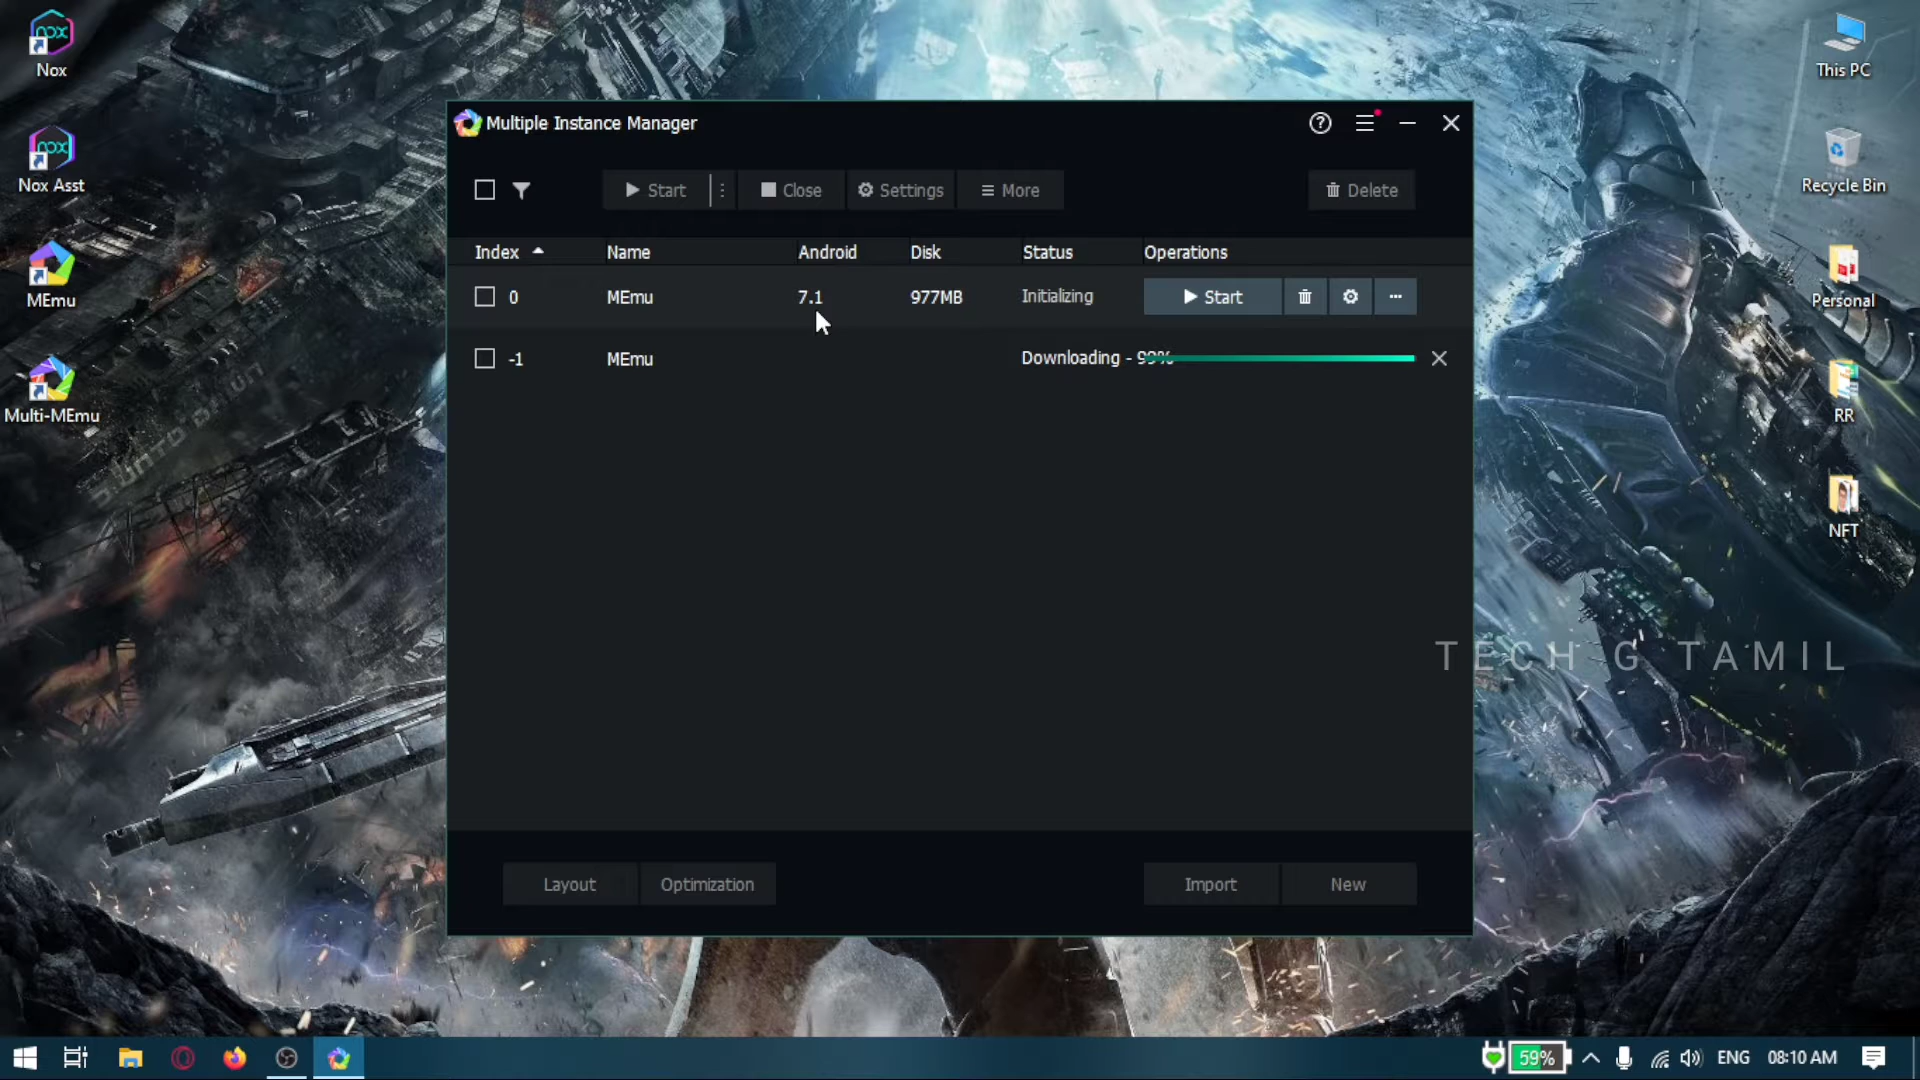 Nox
Nox Asst
MEmu
Multi-MEmu
Multiple Instance Manager
Start
Close
Settings
More
Delete
Index Name Android Disk Status Operations
0 MEmu 7.1 977MB Initializing Start
-1 MEmu Downloading - 99%
Layout
Optimization
Import
New
This PC
Recycle Bin
Personal
RR
NFT
TECH G TAMIL
59%
ENG
08:10 AM